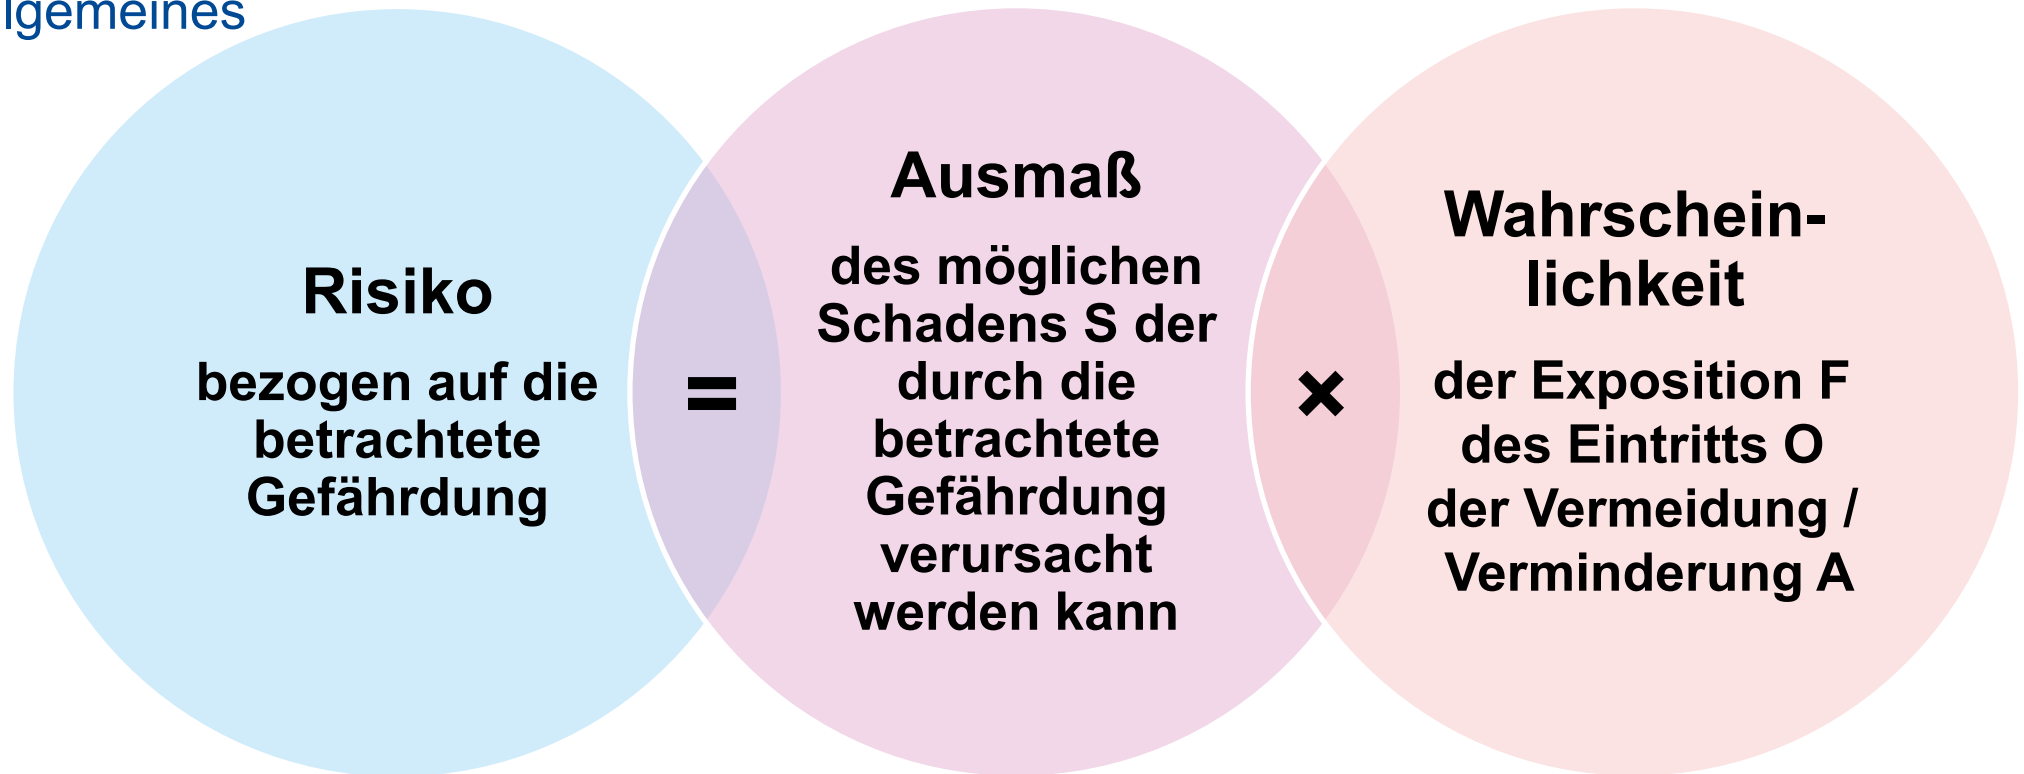 lgemeines
Risiko
bezogen auf die
betrachtete
Gefährdung
=
Ausmaß
des möglichen
Schadens S der
durch die
betrachtete
Gefährdung
verursacht
werden kann
×
Wahrschein-
lichkeit
der Exposition F
des Eintritts O
der Vermeidung /
Verminderung A